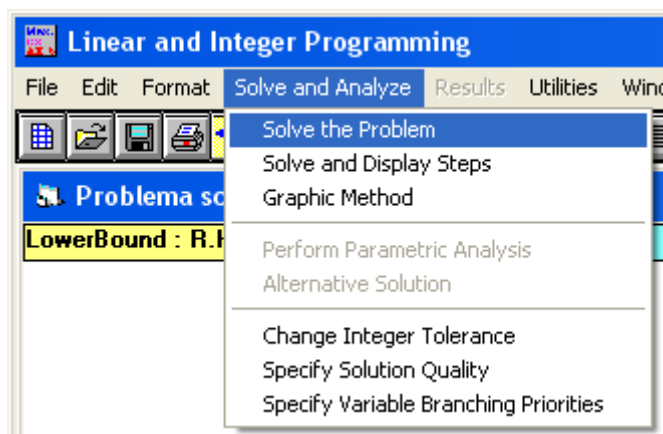 Linear and Integer Programming
File Edit Format Solve and Analyze Results Utilities
Solve the Problem
Solve and Display Steps
Graphic Method
Problema
LowerBound : R.
Perform Parametric Analysis
Alternative Solution
Change Integer Tolerance
Specify Solution Quality
Specify Variable Branching Priorities